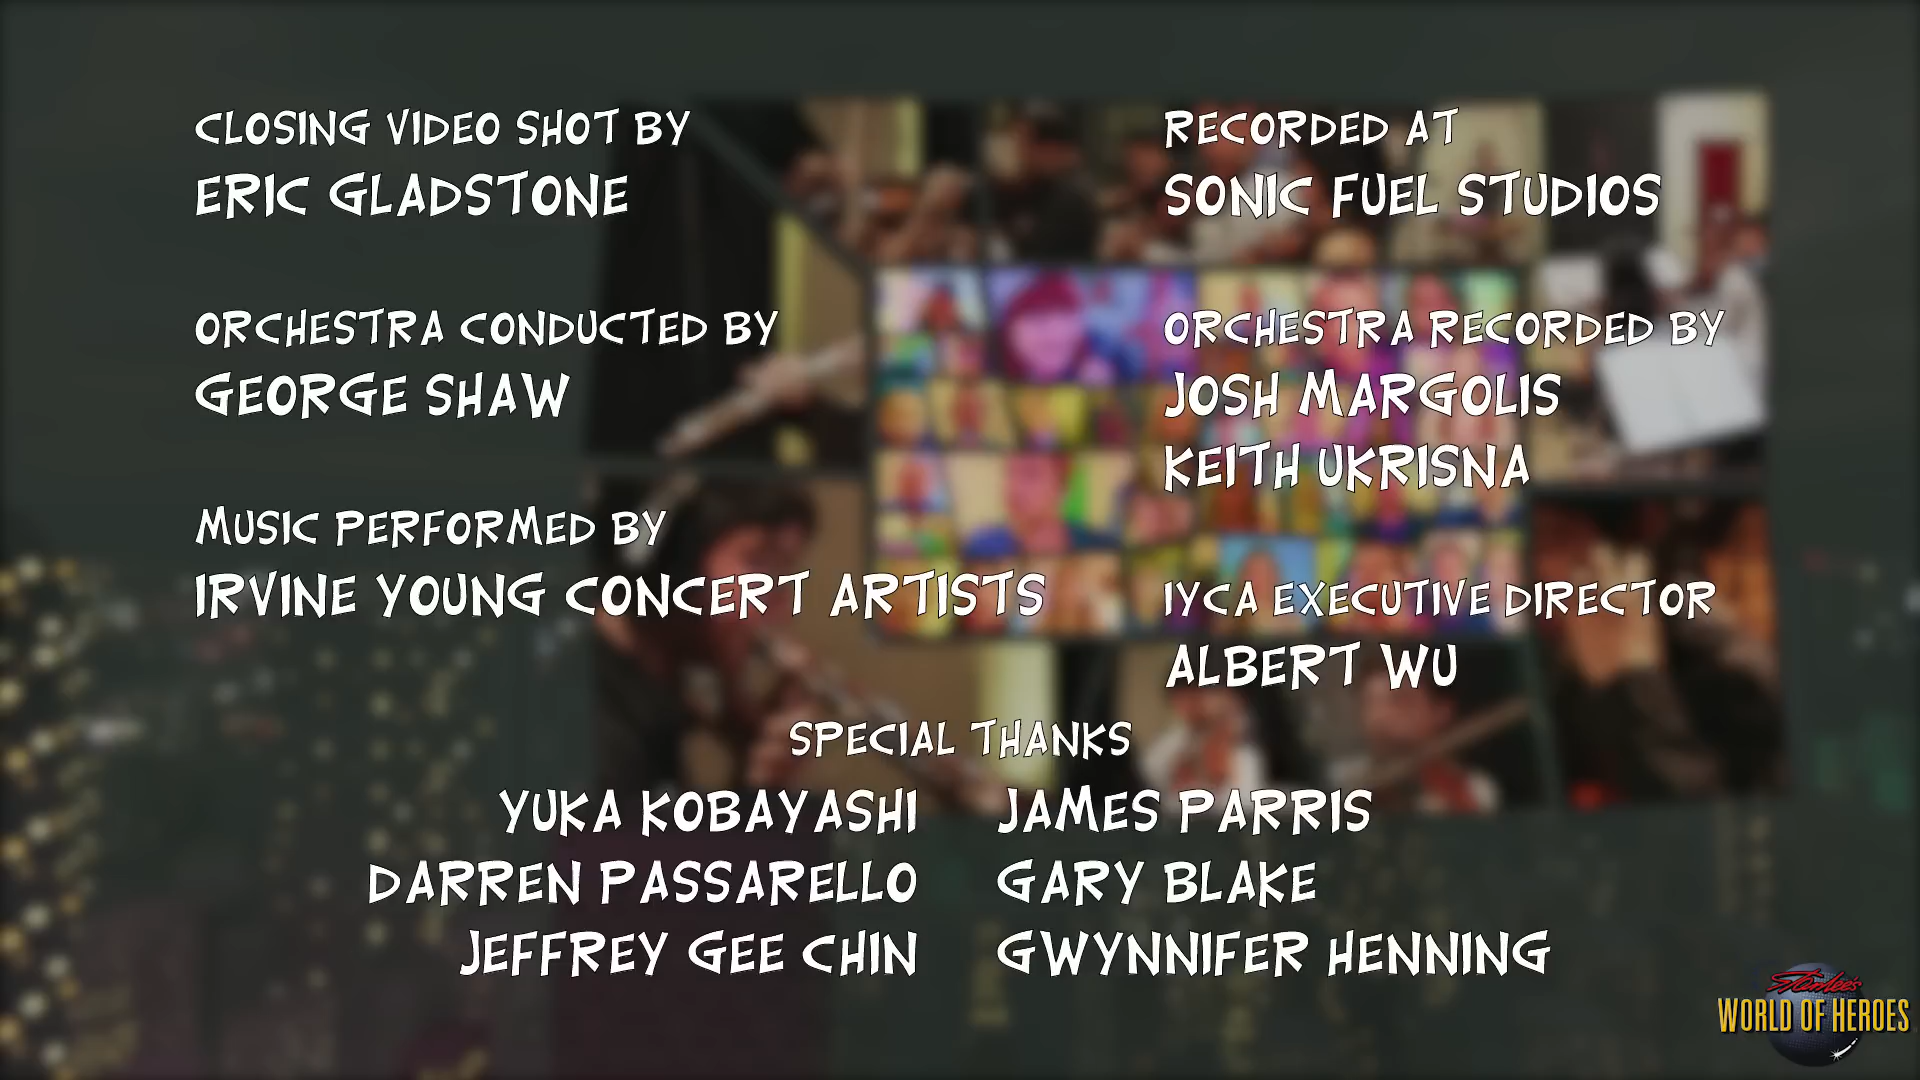 CLOSING VIDEO SHOT BY
ERIC GLADSTONE
ORCHESTRA CONDUCTED BY
GEORGE SHAW
MUSIC PERFORMED BY
IRVINE YOUNG CONCERT ARTISTS
RECORDED AT
SONIC FUEL STUDIOS
ORCHESTRA RECORDED BY
JOSH MARGOLIS
KEITH UKRISNA
IYCA EXECUTIVE DIRECTOR
ALBERT WU
SPECIAL THANKS
YUKA KOBAYASHI
DARREN PASSARELLO
JEFFREY GEE CHIN
JAMES PARRIS
GARY BLAKE
GWYNNIFER HENNING
Stan Lee's
WORLD OF HEROES